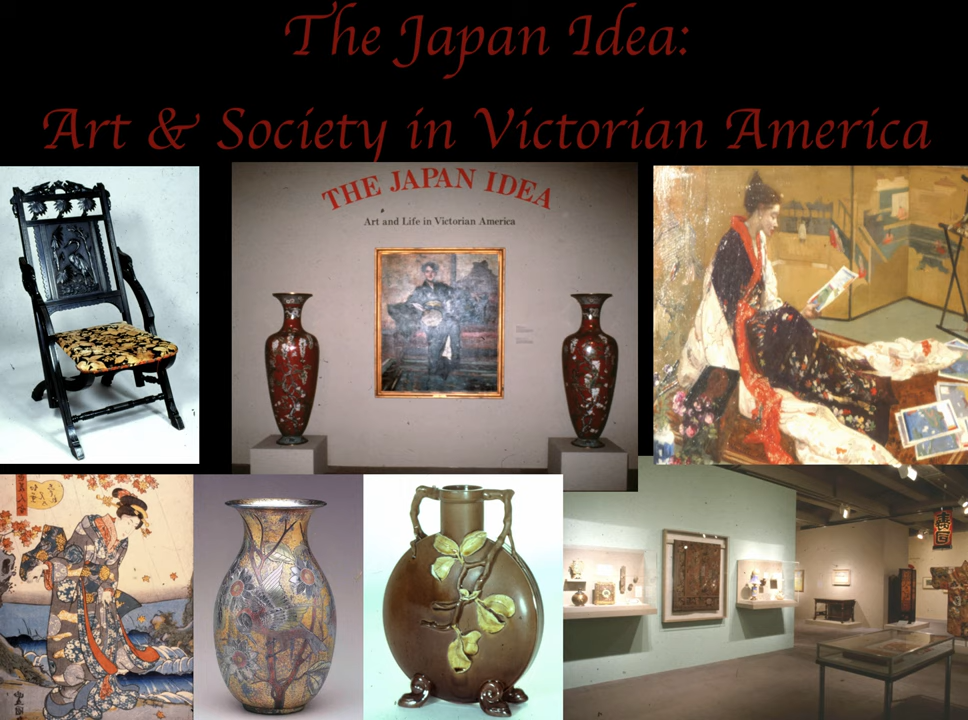 The Japan Idea:
Art & Society in Victorian America
THE JAPAN IDEA
Art and Life in Victorian America